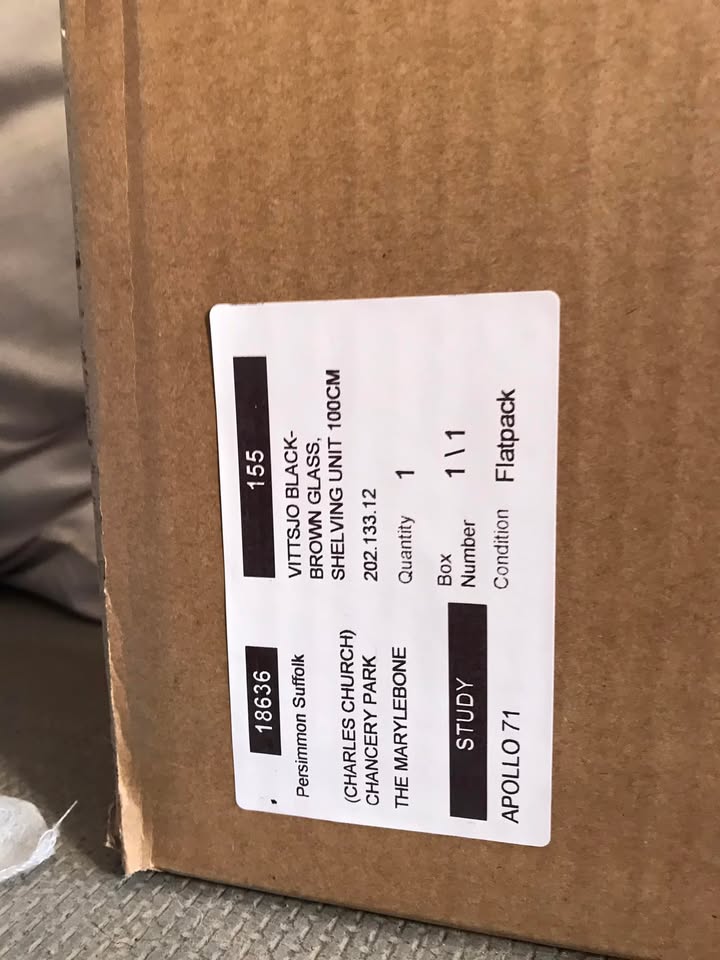 18636
Persimmon Suffolk
(CHARLES CHURCH)
CHANCERY PARK
THE MARYLEBONE
STUDY
APOLLO 71
155
VITTSJO BLACK-
BROWN GLASS,
SHELVING UNIT 100CM
202.133.12
Quantity 1
Box
Number 1 \ 1
Condition Flatpack